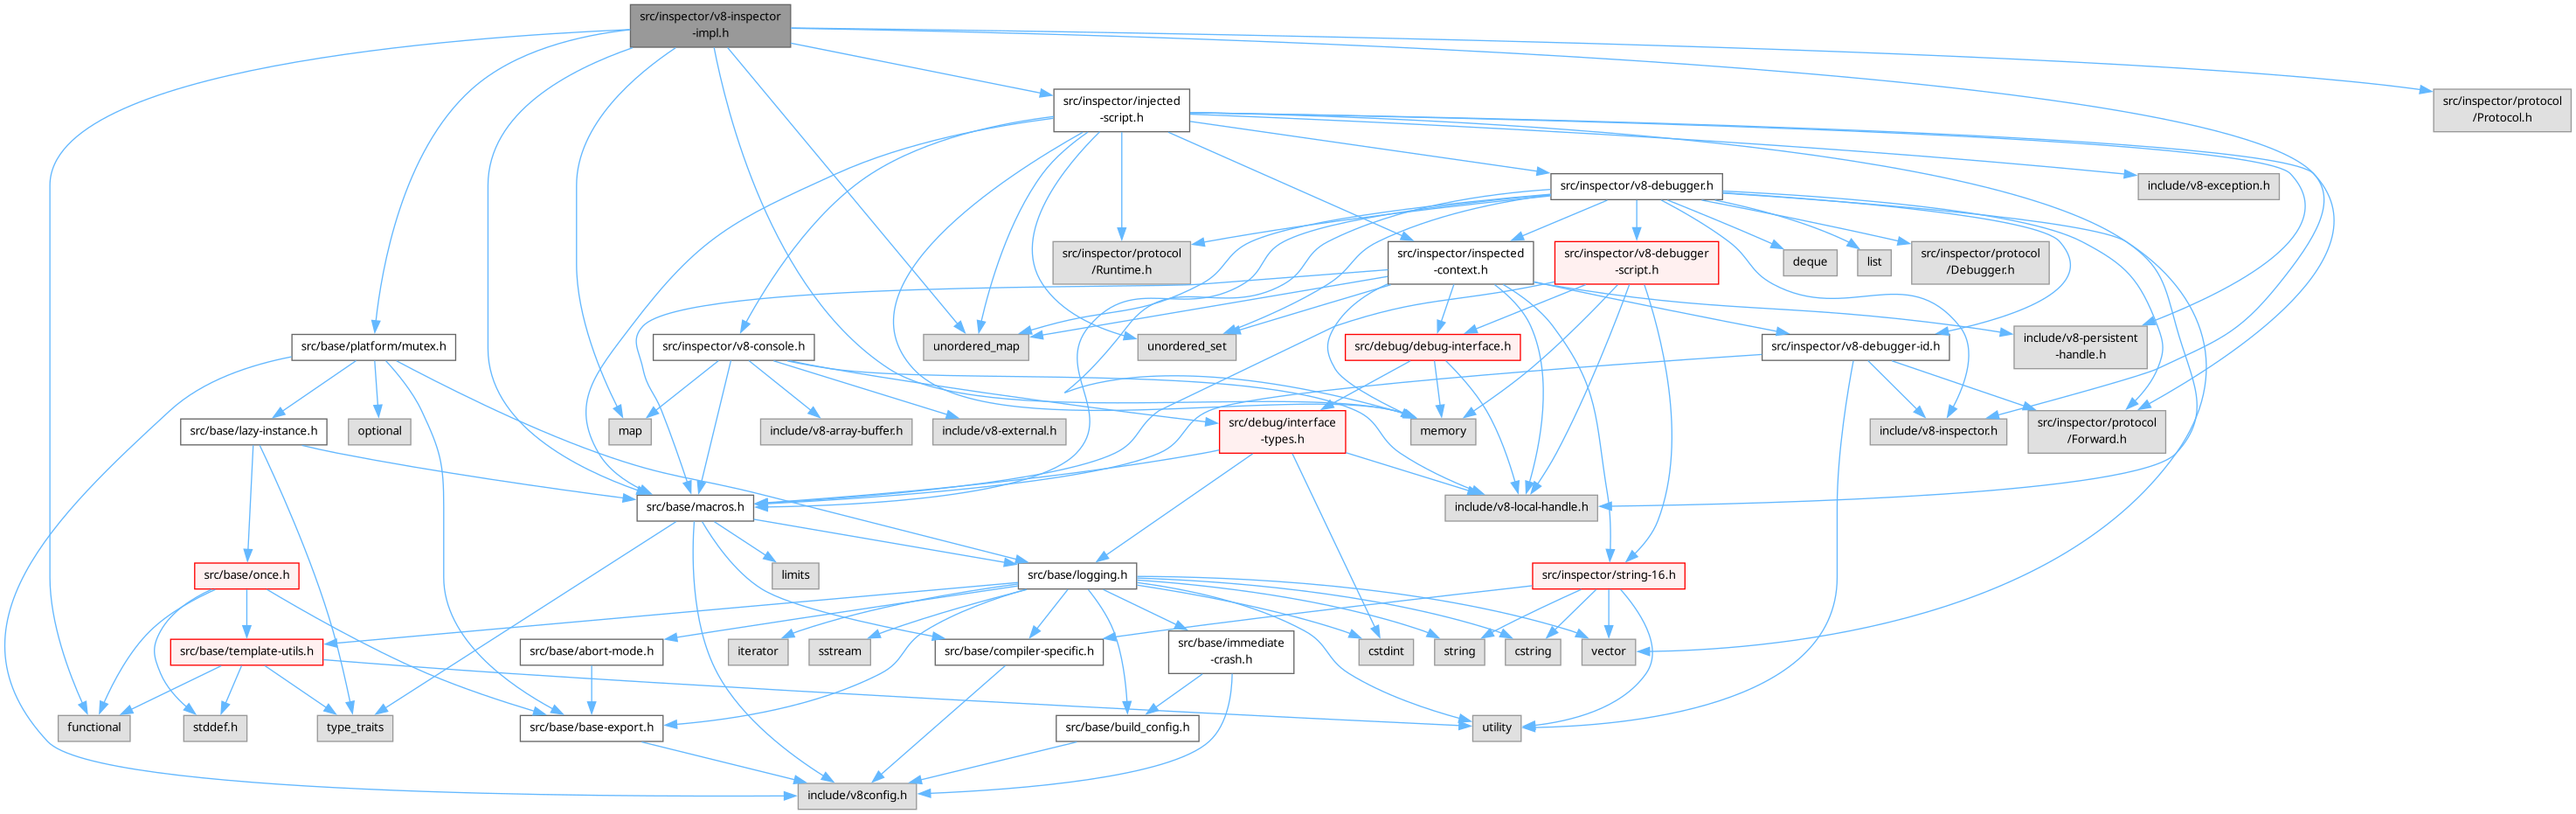 src/inspector/v8-inspector
-impl.h
src/inspector/injected
-script.h
src/inspector/protocol
/Protocol.h
src/inspector/v8-debugger.h
include/v8-exception.h
src/inspector/protocol
/Runtime.h
src/inspector/inspected
-context.h
src/inspector/v8-debugger
-script.h
deque
list
src/inspector/protocol
/Debugger.h
src/base/platform/mutex.h
src/inspector/v8-console.h
unordered_map
unordered_set
src/debug/debug-interface.h
src/inspector/v8-debugger-id.h
include/v8-persistent
-handle.h
src/base/lazy-instance.h
optional
map
include/v8-array-buffer.h
include/v8-external.h
src/debug/interface
-types.h
memory
include/v8-inspector.h
src/inspector/protocol
/Forward.h
src/base/macros.h
include/v8-local-handle.h
src/base/once.h
limits
src/base/logging.h
src/inspector/string-16.h
src/base/template-utils.h
src/base/abort-mode.h
iterator
sstream
src/base/compiler-specific.h
src/base/immediate
-crash.h
cstdint
string
cstring
vector
functional
stddef.h
type_traits
src/base/base-export.h
src/base/build_config.h
utility
include/v8config.h